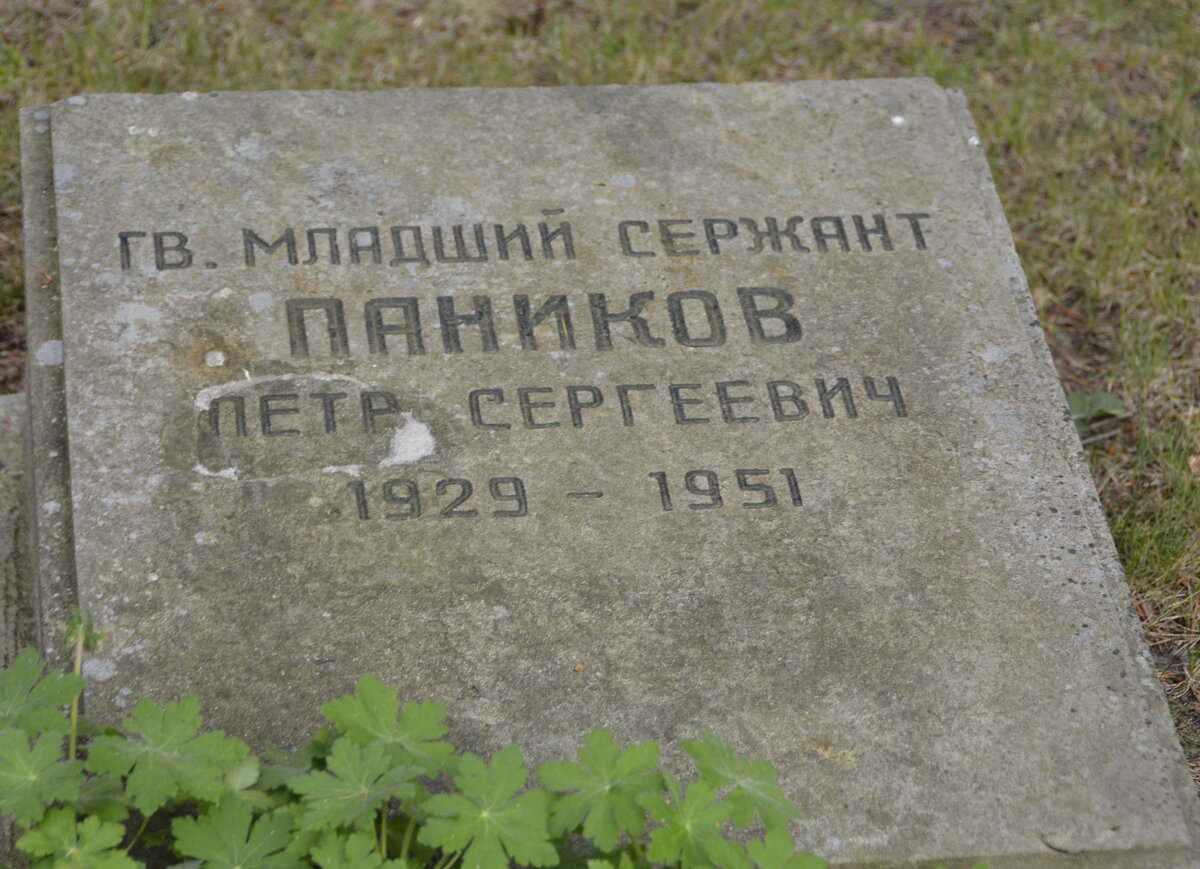 ГВ. МЛАДШИЙ СЕРЖАНТ
ПАНИКОВ
ПЕТР СЕРГЕЕВИЧ
1929 – 1951